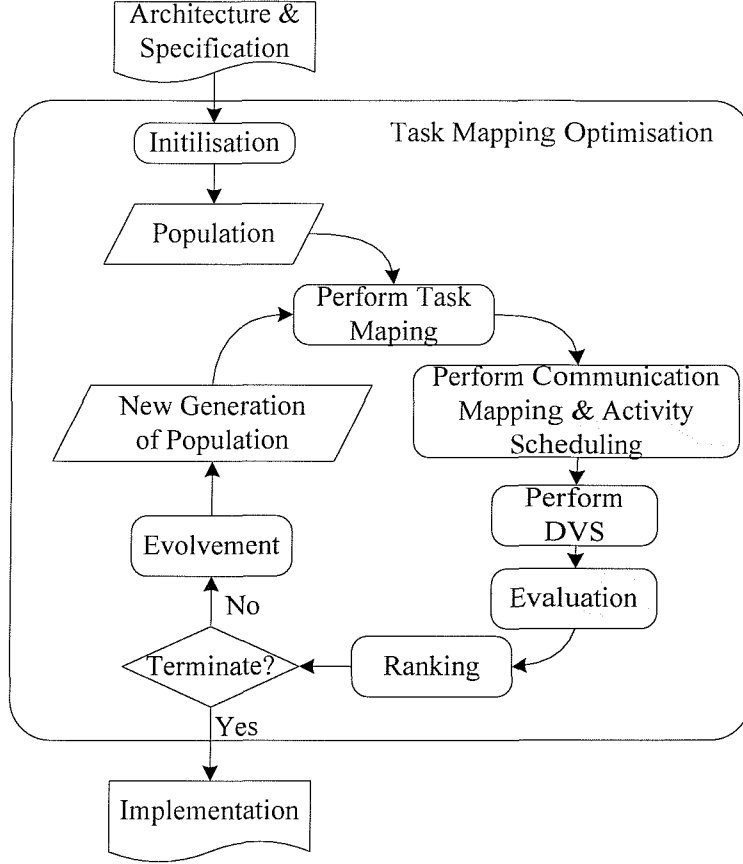 Architecture &
Specification
Initilisation
Task Mapping Optimisation
Population
Perform Task
Maping
Perform Communication
Mapping & Activity
Scheduling
New Generation
of Population
Perform
DVS
Evolvement
Evaluation
No
Terminate?
Ranking
Yes
Implementation